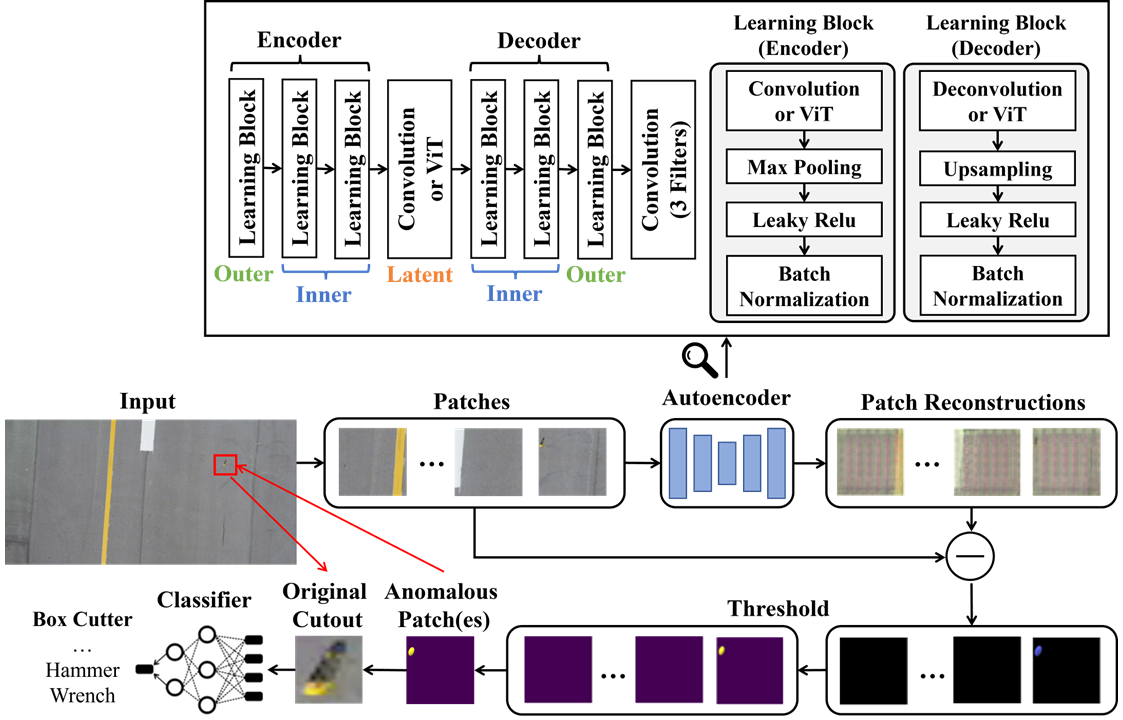 Encoder
Decoder
Learning Block
(Encoder)
Learning Block
(Decoder)
Learning Block
Learning Block
Learning Block
Convolution
or ViT
Learning Block
Learning Block
Learning Block
Convolution
(3 Filters)
Outer
Inner
Latent
Inner
Outer
Convolution
or ViT
Max Pooling
Leaky Relu
Batch
Normalization
Deconvolution
or ViT
Upsampling
Leaky Relu
Batch
Normalization
Input
Patches
...
Autoencoder
Patch Reconstructions
...
Threshold
...
...
Anomalous
Patch(es)
Original
Cutout
Classifier
Box Cutter
...
Hammer
Wrench